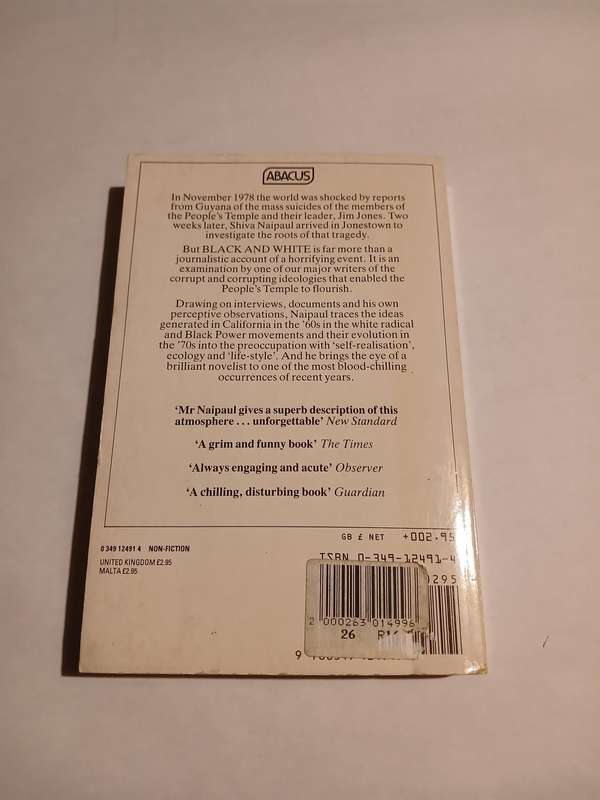 ABACUS
In November 1978 the world was shocked by reports
from Guyana of the mass suicides of the members of
the People's Temple and their leader, Jim Jones. Two
weeks later, Shiva Naipaul arrived in Jonestown to
investigate the roots of that tragedy.
But BLACK AND WHITE is far more than a
journalistic account of a horrifying event. It is an
examination by one of our major writers of the
corrupt and corrupting ideologies that enabled the
People's Temple to flourish.
Drawing on interviews, documents and his own
perceptive observations, Naipaul traces the ideas
generated in California in the '60s in the white radical
and Black Power movements and their evolution in
the '70s into the preoccupation with 'self-realisation',
ecology and 'life-style'. And he brings the eye of a
brilliant novelist to one of the most blood-chilling
occurrences of recent years.
'Mr Naipaul gives a superb description of this
atmosphere . . . unforgettable' New Standard
'A grim and funny book' The Times
'Always engaging and acute' Observer
'A chilling, disturbing book' Guardian
GB £ NET +002.95
0 349 12491 4 NON-FICTION
ISBN 0-349-12491-4
UNITED KINGDOM £2.95
MALTA £2.95
0295
2 000263 014996
26
9